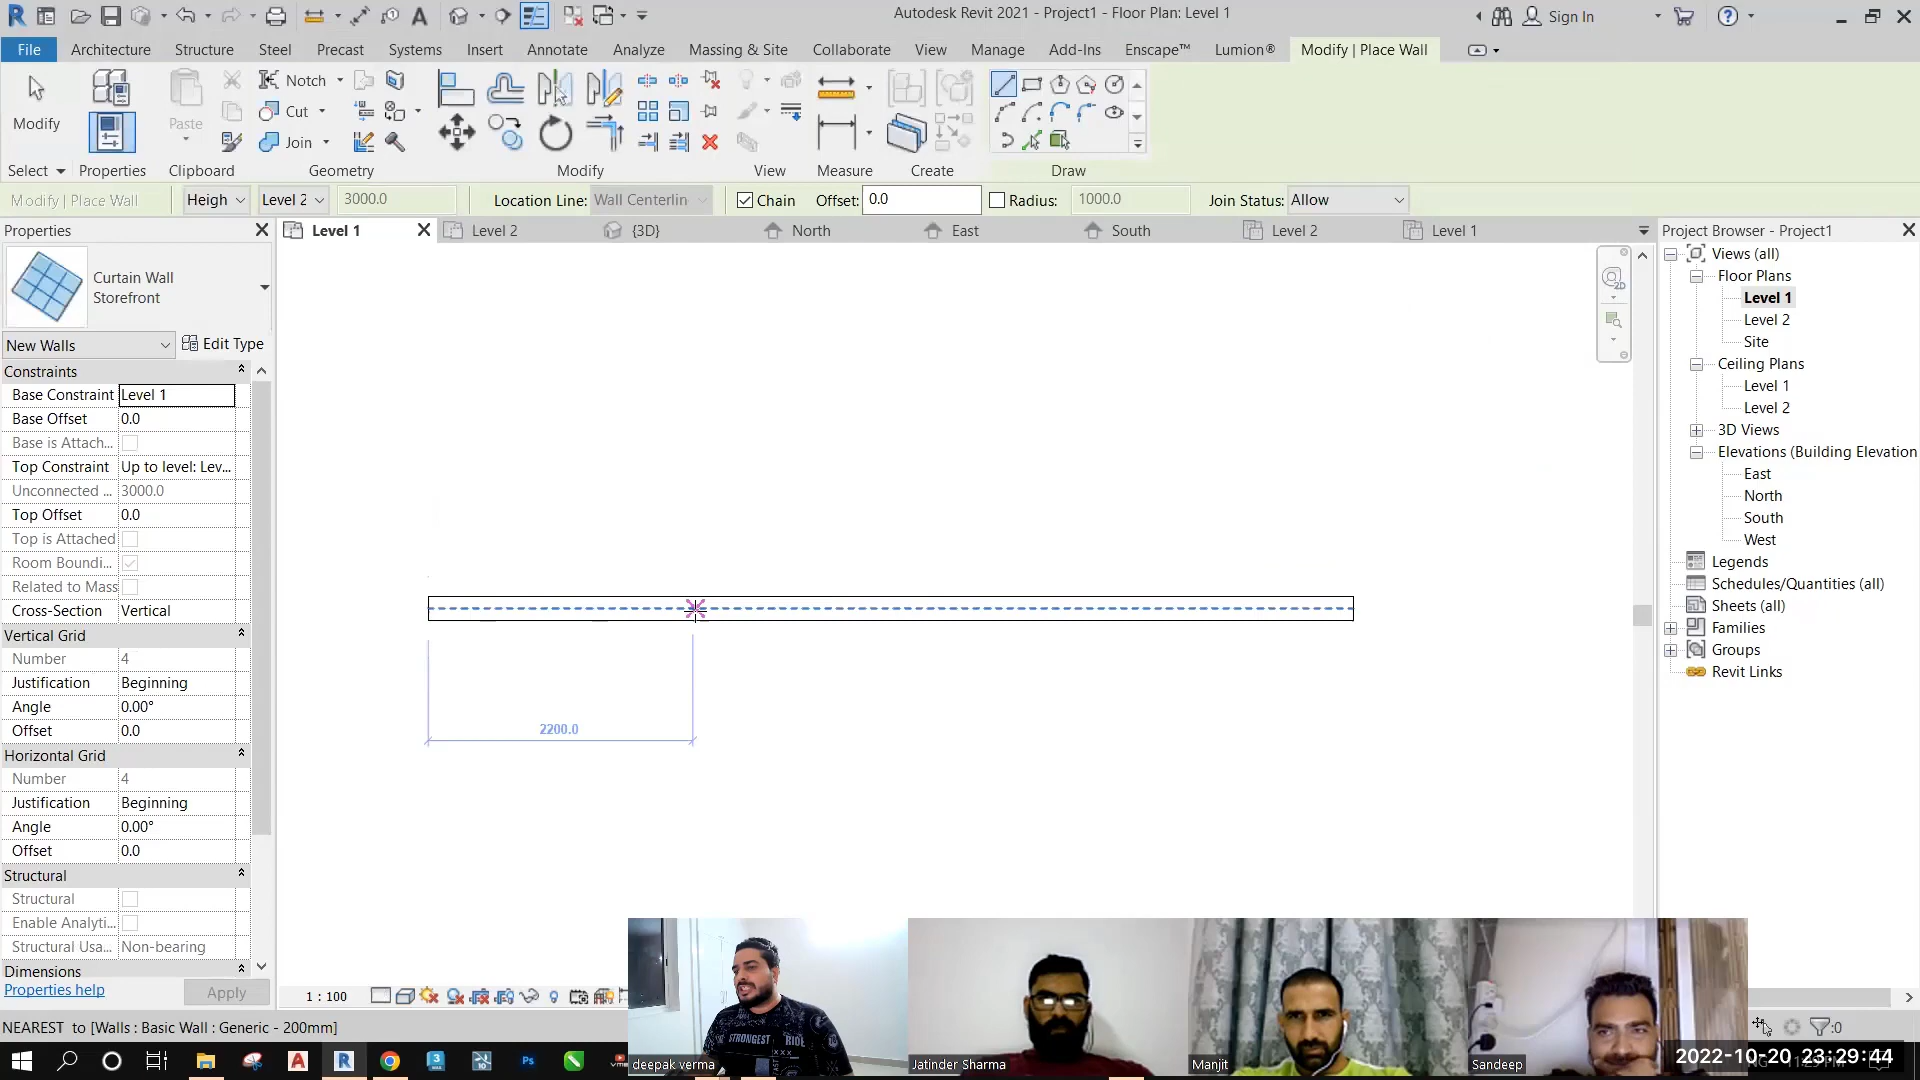 Autodesk Revit 2021 - Project1 - Floor Plan: Level 1
Sign In
File Architecture Structure Steel Precast Systems Insert Annotate Analyze Massing & Site Collaborate View Manage Add-Ins Enscape™ Lumion® Modify | Place Wall
Modify
Paste
Notch
Cut
Join
Select Properties Clipboard Geometry Modify View Measure Create Draw
Modify | Place Wall Heigh Level 2 3000.0 Location Line: Wall Centerlin Chain Offset: 0.0 Radius: 1000.0 Join Status: Allow
Properties
Level 1 Level 2 {3D} North East South Level 2 Level 1
Project Browser - Project1
Curtain Wall
Storefront
New Walls Edit Type
Constraints
Base Constraint Level 1
Base Offset 0.0
Base is Attach...
Top Constraint Up to level: Lev...
Unconnected ... 3000.0
Top Offset 0.0
Top is Attached
Room Boundi...
Related to Mass
Cross-Section Vertical
Vertical Grid
Number 4
Justification Beginning
Angle 0.00°
Offset 0.0
Horizontal Grid
Number 4
Justification Beginning
Angle 0.00°
Offset 0.0
Structural
Structural
Enable Analyti...
Structural Usa... Non-bearing
Dimensions
Properties help Apply
2200.0
Views (all)
Floor Plans
Level 1
Level 2
Site
Ceiling Plans
Level 1
Level 2
3D Views
Elevations (Building Elevation
East
North
South
West
Legends
Schedules/Quantities (all)
Sheets (all)
Families
Groups
Revit Links
1 : 100
NEAREST to [Walls : Basic Wall : Generic - 200mm]
:0
STRONGEST RIDE
deepak verma
Jatinder Sharma
Manjit
Sandeep
2022-10-20 23:29:44